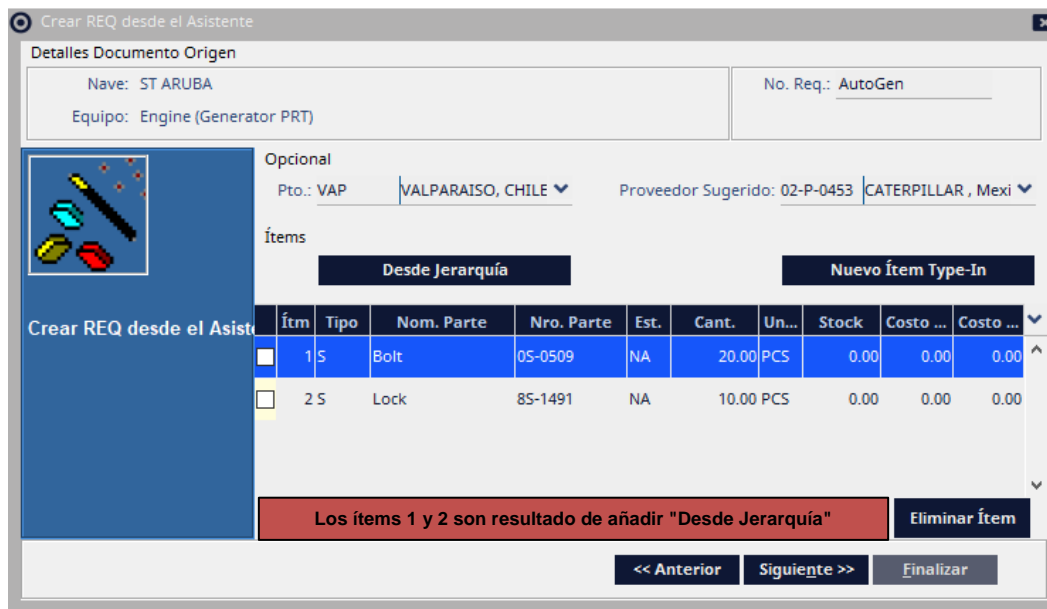 Crear REQ desde el Asistente
Detalles Documento Origen
Nave: ST ARUBA
No. Req.: AutoGen
Equipo: Engine (Generator PRT)
Opcional
Pto.: VAP VALPARAISO, CHILE
Proveedor Sugerido: 02-P-0453 CATERPILLAR , Mexi
Ítems
Desde Jerarquía
Nuevo Ítem Type-In
Crear REQ desde el Asiste
Ítm Tipo Nom. Parte Nro. Parte Est. Cant. Un... Stock Costo ... Costo ...
1 S Bolt 0S-0509 NA 20.00 PCS 0.00 0.00 0.00
2 S Lock 8S-1491 NA 10.00 PCS 0.00 0.00 0.00
Los ítems 1 y 2 son resultado de añadir "Desde Jerarquía"
Eliminar Ítem
<< Anterior
Siguiente >>
Finalizar